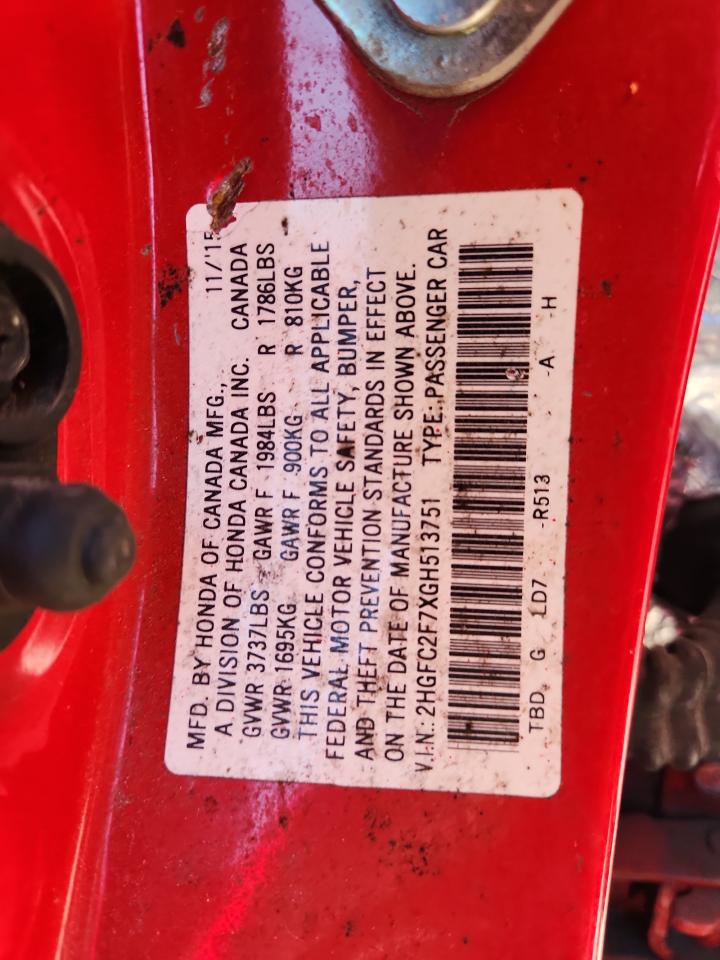 MFD. BY HONDA OF CANADA MFG., 11/'15
A DIVISION OF HONDA CANADA INC. CANADA
GVWR 3737LBS GAWR F 1984LBS R 1786LBS
GVWR 1695KG GAWR F 900KG R 810KG
THIS VEHICLE CONFORMS TO ALL APPLICABLE
FEDERAL MOTOR VEHICLE SAFETY, BUMPER,
AND THEFT PREVENTION STANDARDS IN EFFECT
ON THE DATE OF MANUFACTURE SHOWN ABOVE.
V.I.N.: 2HGFC2F7XGH513751 TYPE: PASSENGER CAR
TBD G LD7 -R513 -A -H